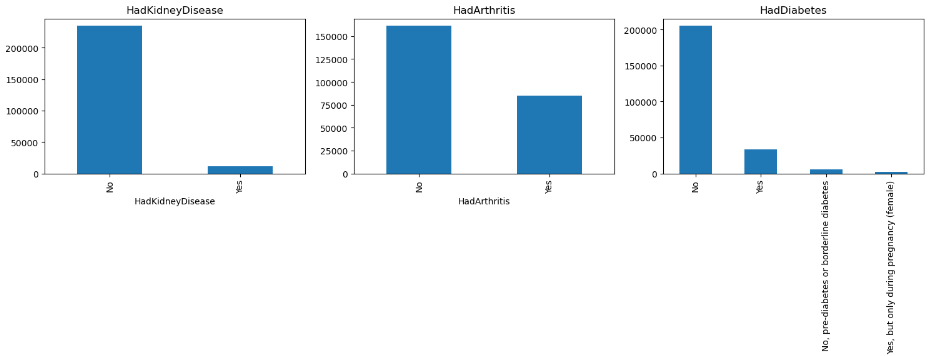 HadKidneyDisease
200000
150000
100000
50000
0
No
Yes
HadKidneyDisease
HadArthritis
150000
125000
100000
75000
50000
25000
0
No
Yes
HadArthritis
HadDiabetes
200000
150000
100000
50000
0
No
Yes
No, pre-diabetes or borderline diabetes
Yes, but only during pregnancy (female)